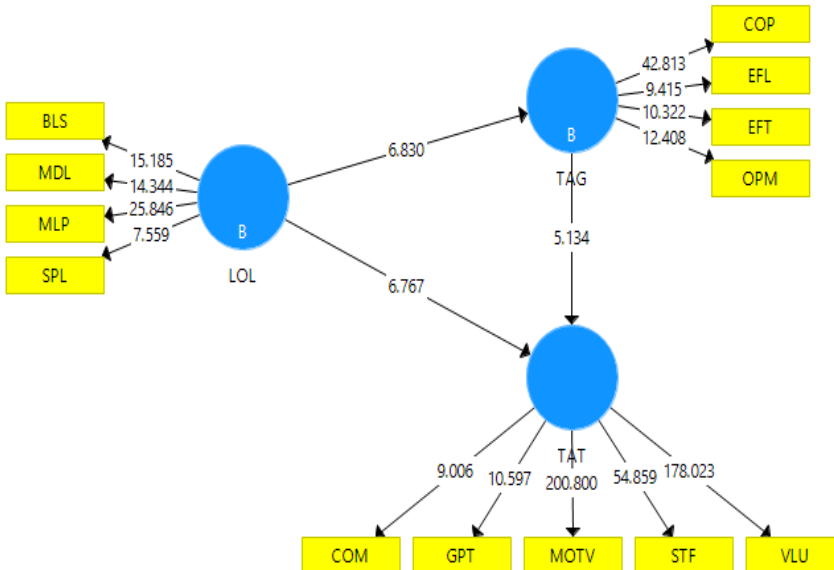 COP
42.813
EFL
9.415
10.322
EFT
12.408
OPM
B
TAG
BLS
15.185
MDL
14.344
MLP
25.846
SPL
7.559
B
LOL
6.830
5.134
6.767
TAT
9.006
10.597
200.800
54.859
178.023
COM
GPT
MOTV
STF
VLU